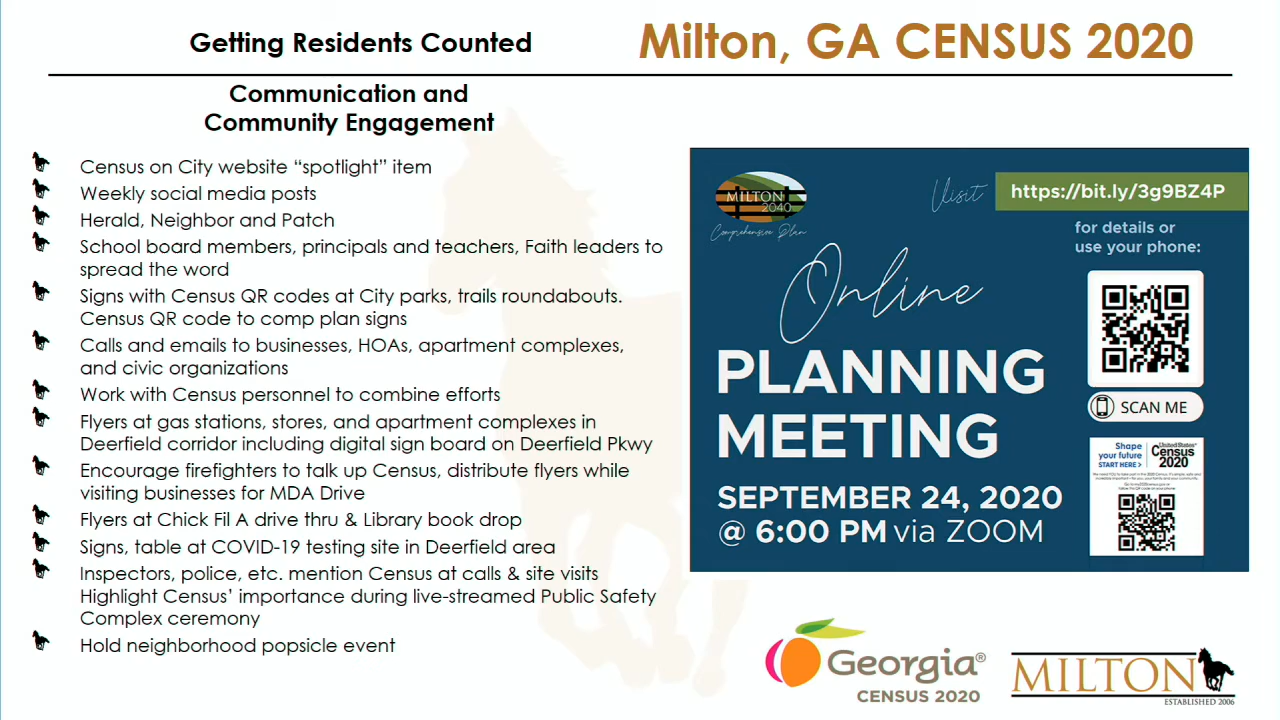 Getting Residents Counted
Milton, GA CENSUS 2020
Communication and
Community Engagement
Census on City website “spotlight” item
Weekly social media posts
Herald, Neighbor and Patch
School board members, principals and teachers, Faith leaders to
spread the word
Signs with Census QR codes at City parks, trails roundabouts.
Census QR code to comp plan signs
Calls and emails to businesses, HOAs, apartment complexes,
and civic organizations
Work with Census personnel to combine efforts
Flyers at gas stations, stores, and apartment complexes in
Deerfield corridor including digital sign board on Deerfield Pkwy
Encourage firefighters to talk up Census, distribute flyers while
visiting businesses for MDA Drive
Flyers at Chick Fil A drive thru & Library book drop
Signs, table at COVID-19 testing site in Deerfield area
Inspectors, police, etc. mention Census at calls & site visits
Highlight Census’ importance during live-streamed Public Safety
Complex ceremony
Hold neighborhood popsicle event
MILTON
2040
Comprehensive Plan
Visit
https://bit.ly/3g9BZ4P
for details or
use your phone:
Online
PLANNING
MEETING
SEPTEMBER 24, 2020
@ 6:00 PM via ZOOM
SCAN ME
Shape
your future
START HERE >
United States®
Census
2020
Georgia®
CENSUS 2020
MILTON
ESTABLISHED 2006